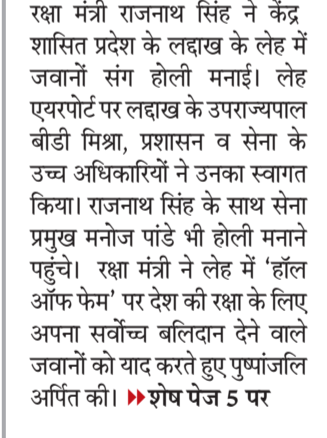 रक्षा मंत्री राजनाथ सिंह ने केंद्र
शासित प्रदेश के लद्दाख के लेह में
जवानों संग होली मनाई। लेह
एयरपोर्ट पर लद्दाख के उपराज्यपाल
बीडी मिश्रा, प्रशासन व सेना के
उच्च अधिकारियों ने उनका स्वागत
किया। राजनाथ सिंह के साथ सेना
प्रमुख मनोज पांडे भी होली मनाने
पहुंचे। रक्षा मंत्री ने लेह में ‘हॉल
ऑफ फेम’ पर देश की रक्षा के लिए
अपना सर्वोच्च बलिदान देने वाले
जवानों को याद करते हुए पुष्पांजलि
अर्पित की। ▶▶शेष पेज 5 पर